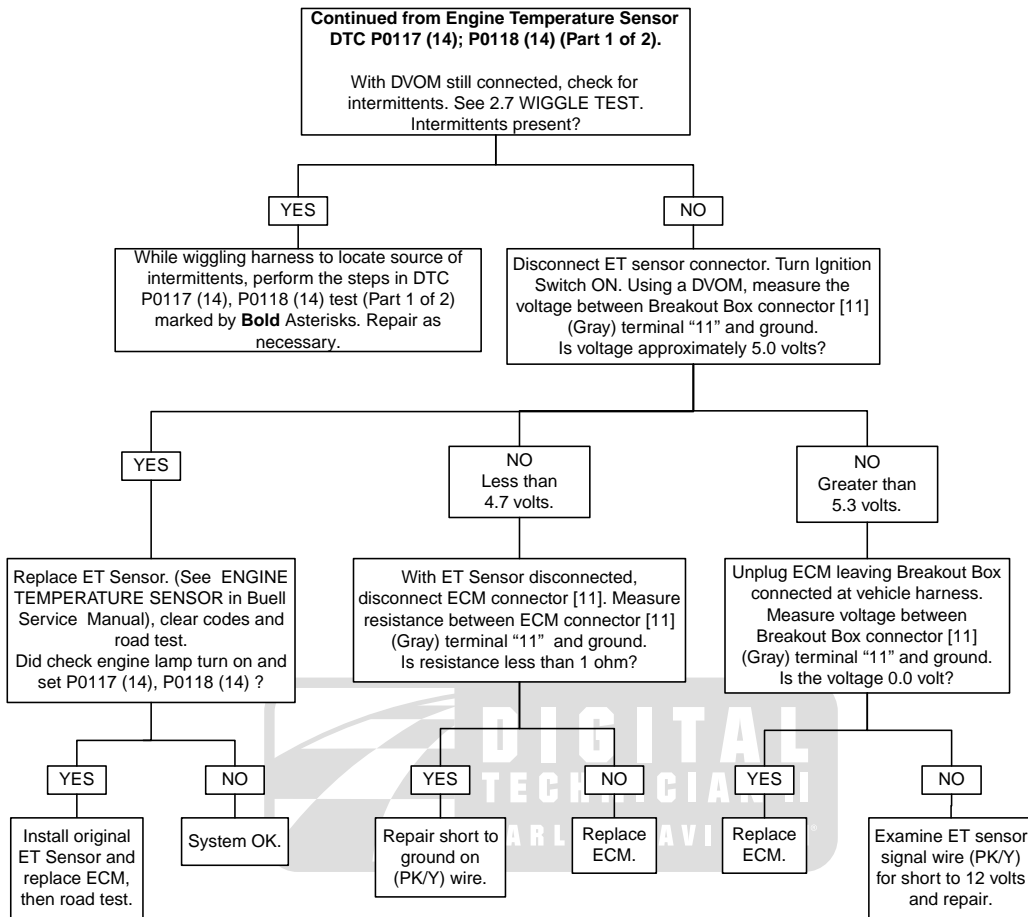 Continued from Engine Temperature Sensor
DTC P0117 (14); P0118 (14) (Part 1 of 2).
With DVOM still connected, check for
intermittents. See 2.7 WIGGLE TEST.
Intermittents present?
YES
NO
While wiggling harness to locate source of
intermittents, perform the steps in DTC
P0117 (14), P0118 (14) test (Part 1 of 2)
marked by Bold Asterisks. Repair as
necessary.
Disconnect ET sensor connector. Turn Ignition
Switch ON. Using a DVOM, measure the
voltage between Breakout Box connector [11]
(Gray) terminal “11” and ground.
Is voltage approximately 5.0 volts?
YES
NO
Less than
4.7 volts.
NO
Greater than
5.3 volts.
Replace ET Sensor. (See ENGINE
TEMPERATURE SENSOR in Buell
Service Manual), clear codes and
road test.
Did check engine lamp turn on and
set P0117 (14), P0118 (14) ?
With ET Sensor disconnected,
disconnect ECM connector [11]. Measure
resistance between ECM connector [11]
(Gray) terminal “11” and ground.
Is resistance less than 1 ohm?
Unplug ECM leaving Breakout Box
connected at vehicle harness.
Measure voltage between
Breakout Box connector [11]
(Gray) terminal “11” and ground.
Is the voltage 0.0 volt?
DIGITAL
TECHNICIAN II
YES
NO
YES
NO
YES
NO
Install original
ET Sensor and
replace ECM,
then road test.
System OK.
Repair short to
ground on
(PK/Y) wire.
Replace
ECM.
Replace
ECM.
Examine ET sensor
signal wire (PK/Y)
for short to 12 volts
and repair.